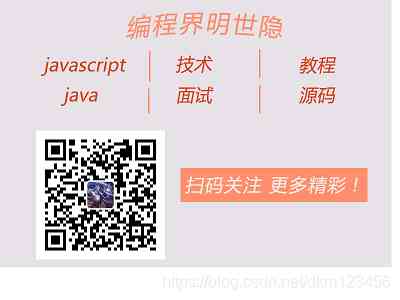 编程界明世隐
javascript 技术 教程
java 面试 源码
扫码关注 更多精彩！
https://blog.csdn.net/dkm123456